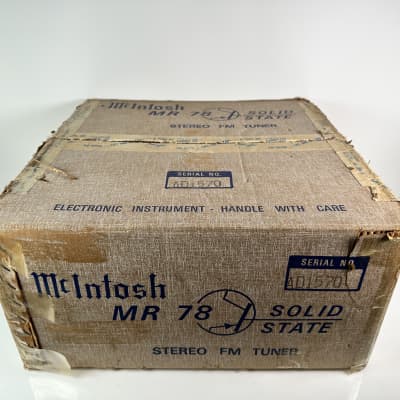 McIntosh
MR 78 SOLID STATE
STEREO FM TUNER
SERIAL NO.
AD1570
ELECTRONIC INSTRUMENT - HANDLE WITH CARE
SERIAL NO.
AD1570
McIntosh
MR 78 SOLID STATE
STEREO FM TUNER